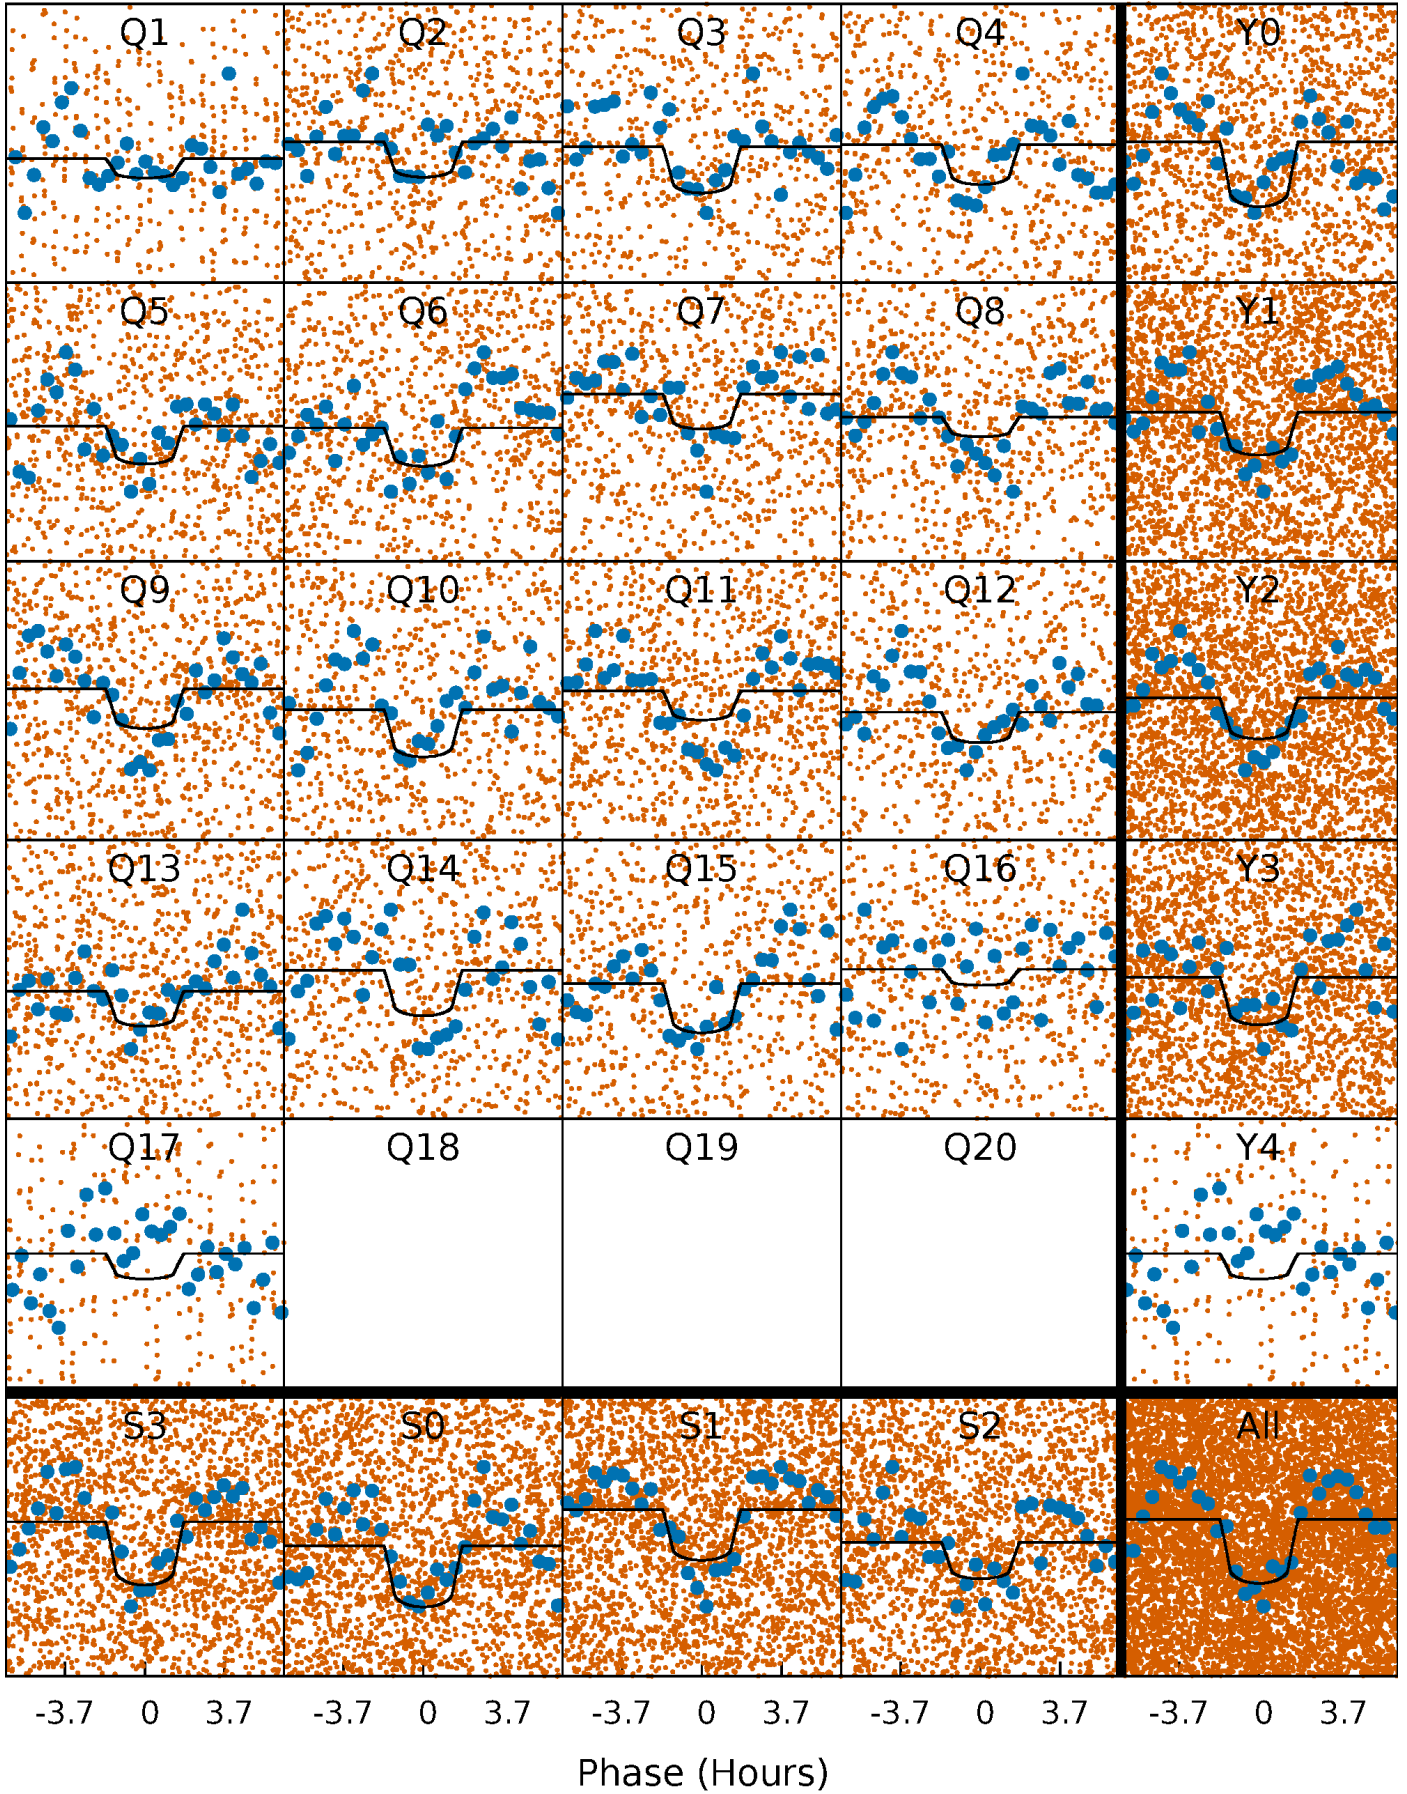 Q1 Q2 Q3 Q4 Y0
Q5 Q6 Q7 Q8 Y1
Q9 Q10 Q11 Q12 Y2
Q13 Q14 Q15 Q16 Y3
Q17 Q18 Q19 Q20 Y4
S3 S0 S1 S2 All
-3.7 0 3.7 -3.7 0 3.7 -3.7 0 3.7 -3.7 0 3.7 -3.7 0 3.7
Phase (Hours)